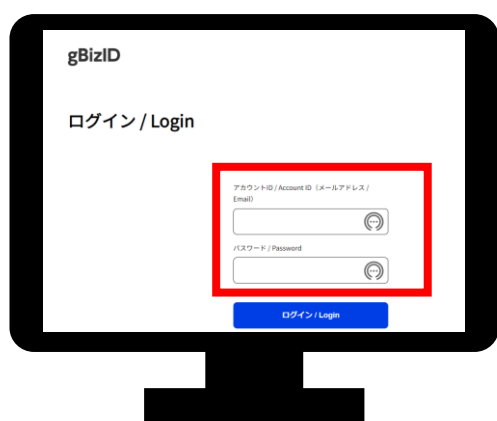 gBizID
ログイン / Login
アカウントID / Account ID（メールアドレス /
Email）
パスワード / Password
ログイン / Login